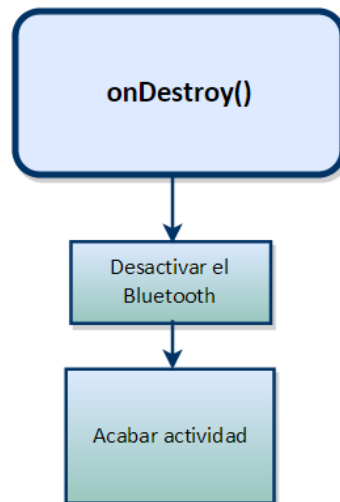 onDestroy()
Desactivar el
Bluetooth
Acabar actividad